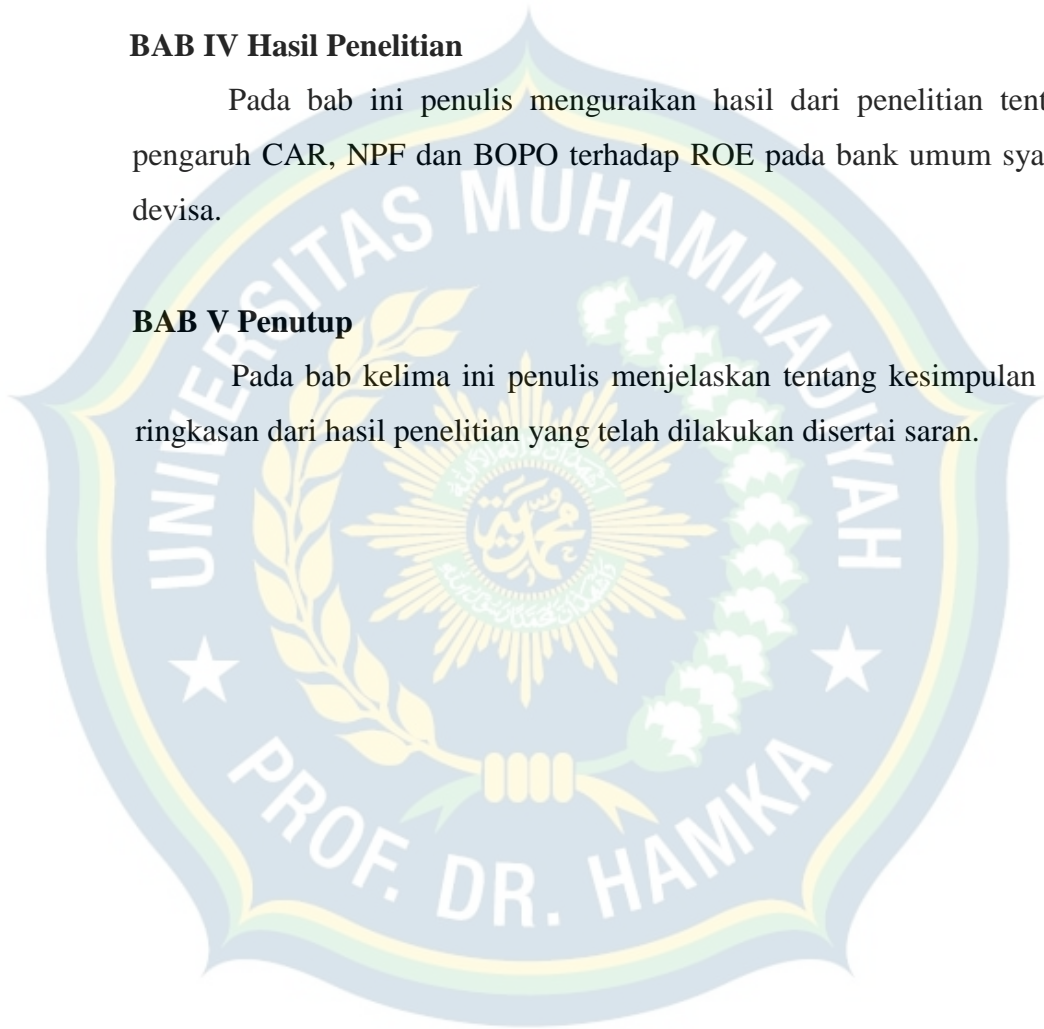 BAB IV Hasil Penelitian
Pada bab ini penulis menguraikan hasil dari penelitian tent
pengaruh CAR, NPF dan BOPO terhadap ROE pada bank umum sya
devisa.
BAB V Penutup
Pada bab kelima ini penulis menjelaskan tentang kesimpulan
ringkasan dari hasil penelitian yang telah dilakukan disertai saran.
UNIVERSITAS MUHAMMADIYAH
PROF. DR. HAMKA